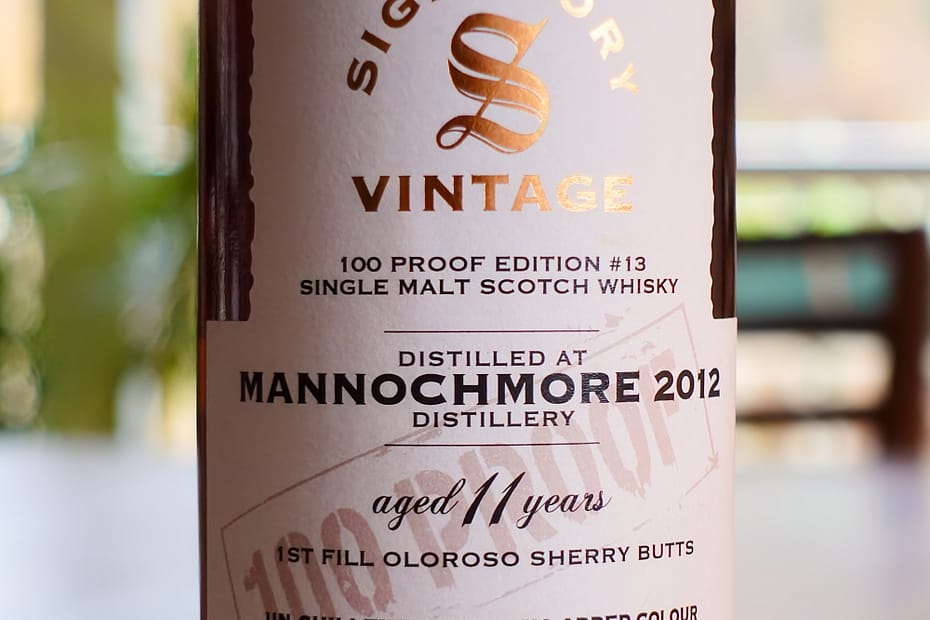 S
VINTAGE
100 PROOF EDITION #13
SINGLE MALT SCOTCH WHISKY
DISTILLED AT
MANNOCHMORE 2012
DISTILLERY
aged 11 years
100 PROOF
1ST FILL OLOROSO SHERRY BUTTS
COLOUR